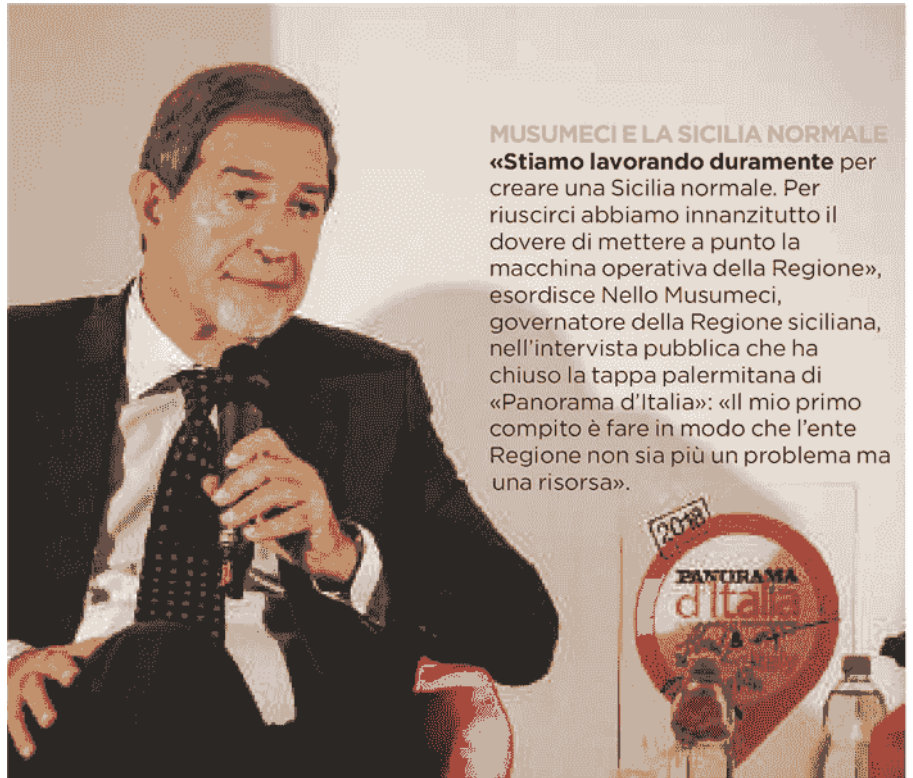 MUSUMECI E LA SICILIA NORMALE
«Stiamo lavorando duramente per
creare una Sicilia normale. Per
riuscirci abbiamo innanzitutto il
dovere di mettere a punto la
macchina operativa della Regione»,
esordisce Nello Musumeci,
governatore della Regione siciliana,
nell'intervista pubblica che ha
chiuso la tappa palermitana di
«Panorama d'Italia»: «Il mio primo
compito è fare in modo che l'ente
Regione non sia più un problema ma
una risorsa».
2018
PANORAMA
d'Italia
&